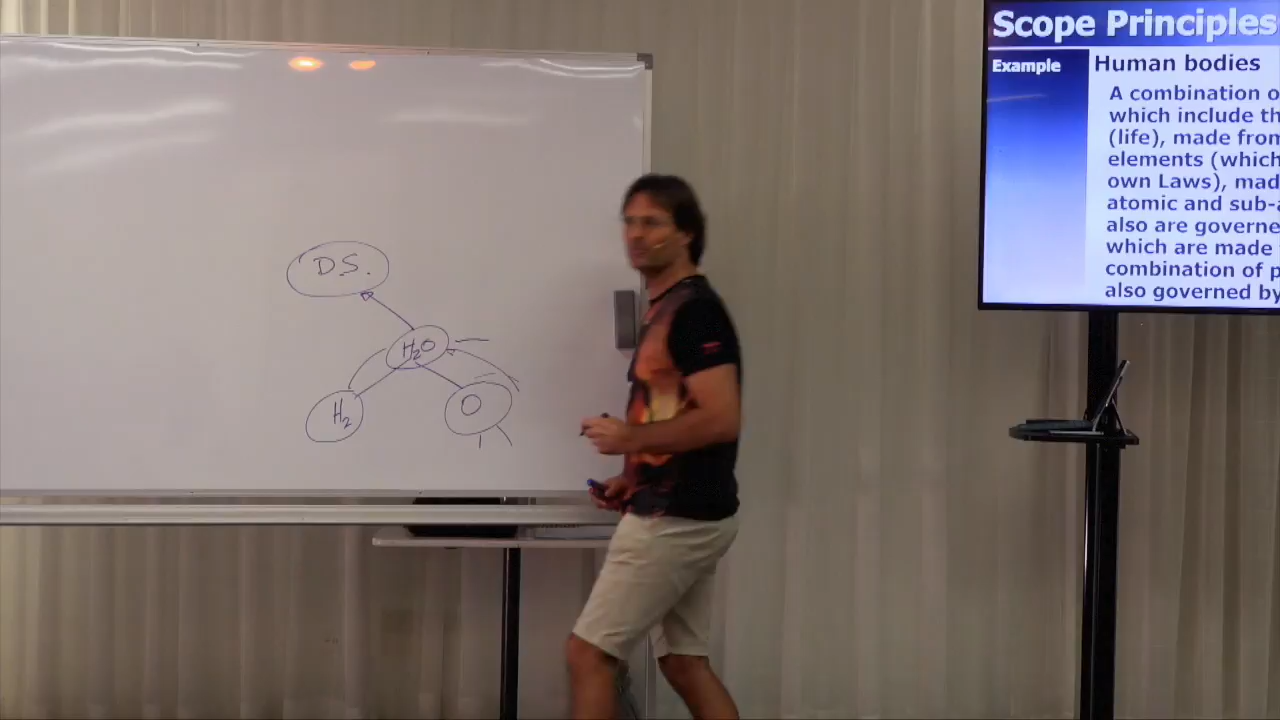 D.S.
H₂O
H₂
O
Scope Principles
Example
Human bodies
A combination o
which include th
(life), made from
elements (which
own Laws), mad
atomic and sub-a
also are governe
which are made
combination of p
also governed by